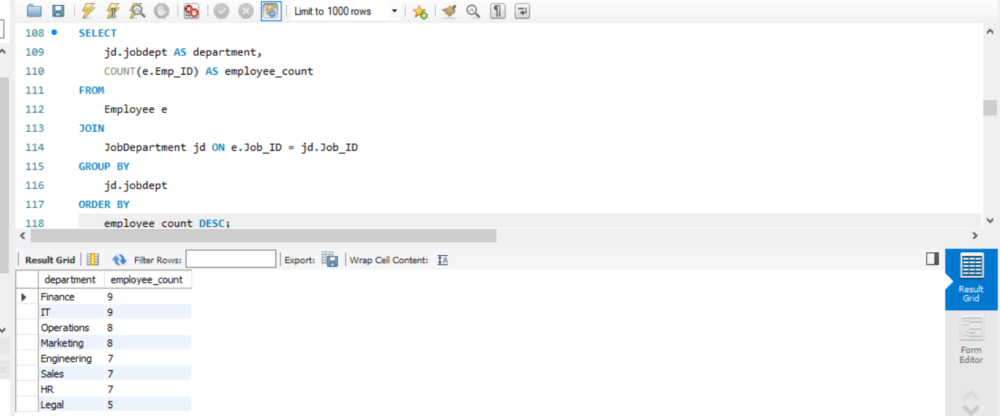 Limit to 1000 rows
108 SELECT
109 jd.jobdept AS department,
110 COUNT(e.Emp_ID) AS employee_count
111 FROM
112 Employee e
113 JOIN
114 JobDepartment jd ON e.Job_ID = jd.Job_ID
115 GROUP BY
116 jd.jobdept
117 ORDER BY
118 employee_count DESC;
Result Grid Filter Rows: Export: Wrap Cell Content: IA
department employee_count
Finance 9
IT 9
Operations 8
Marketing 8
Engineering 7
Sales 7
HR 7
Legal 5
Result
Grid
Form
Editor